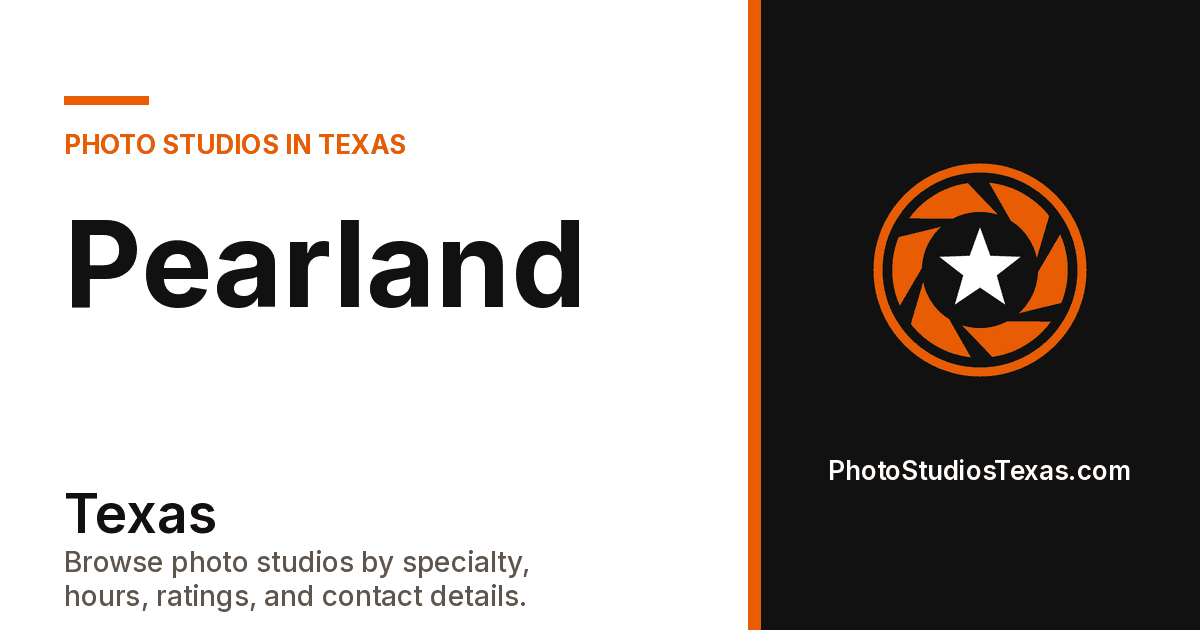 PHOTO STUDIOS IN TEXAS
Pearland
Texas
Browse photo studios by specialty,
hours, ratings, and contact details.
PhotoStudiosTexas.com